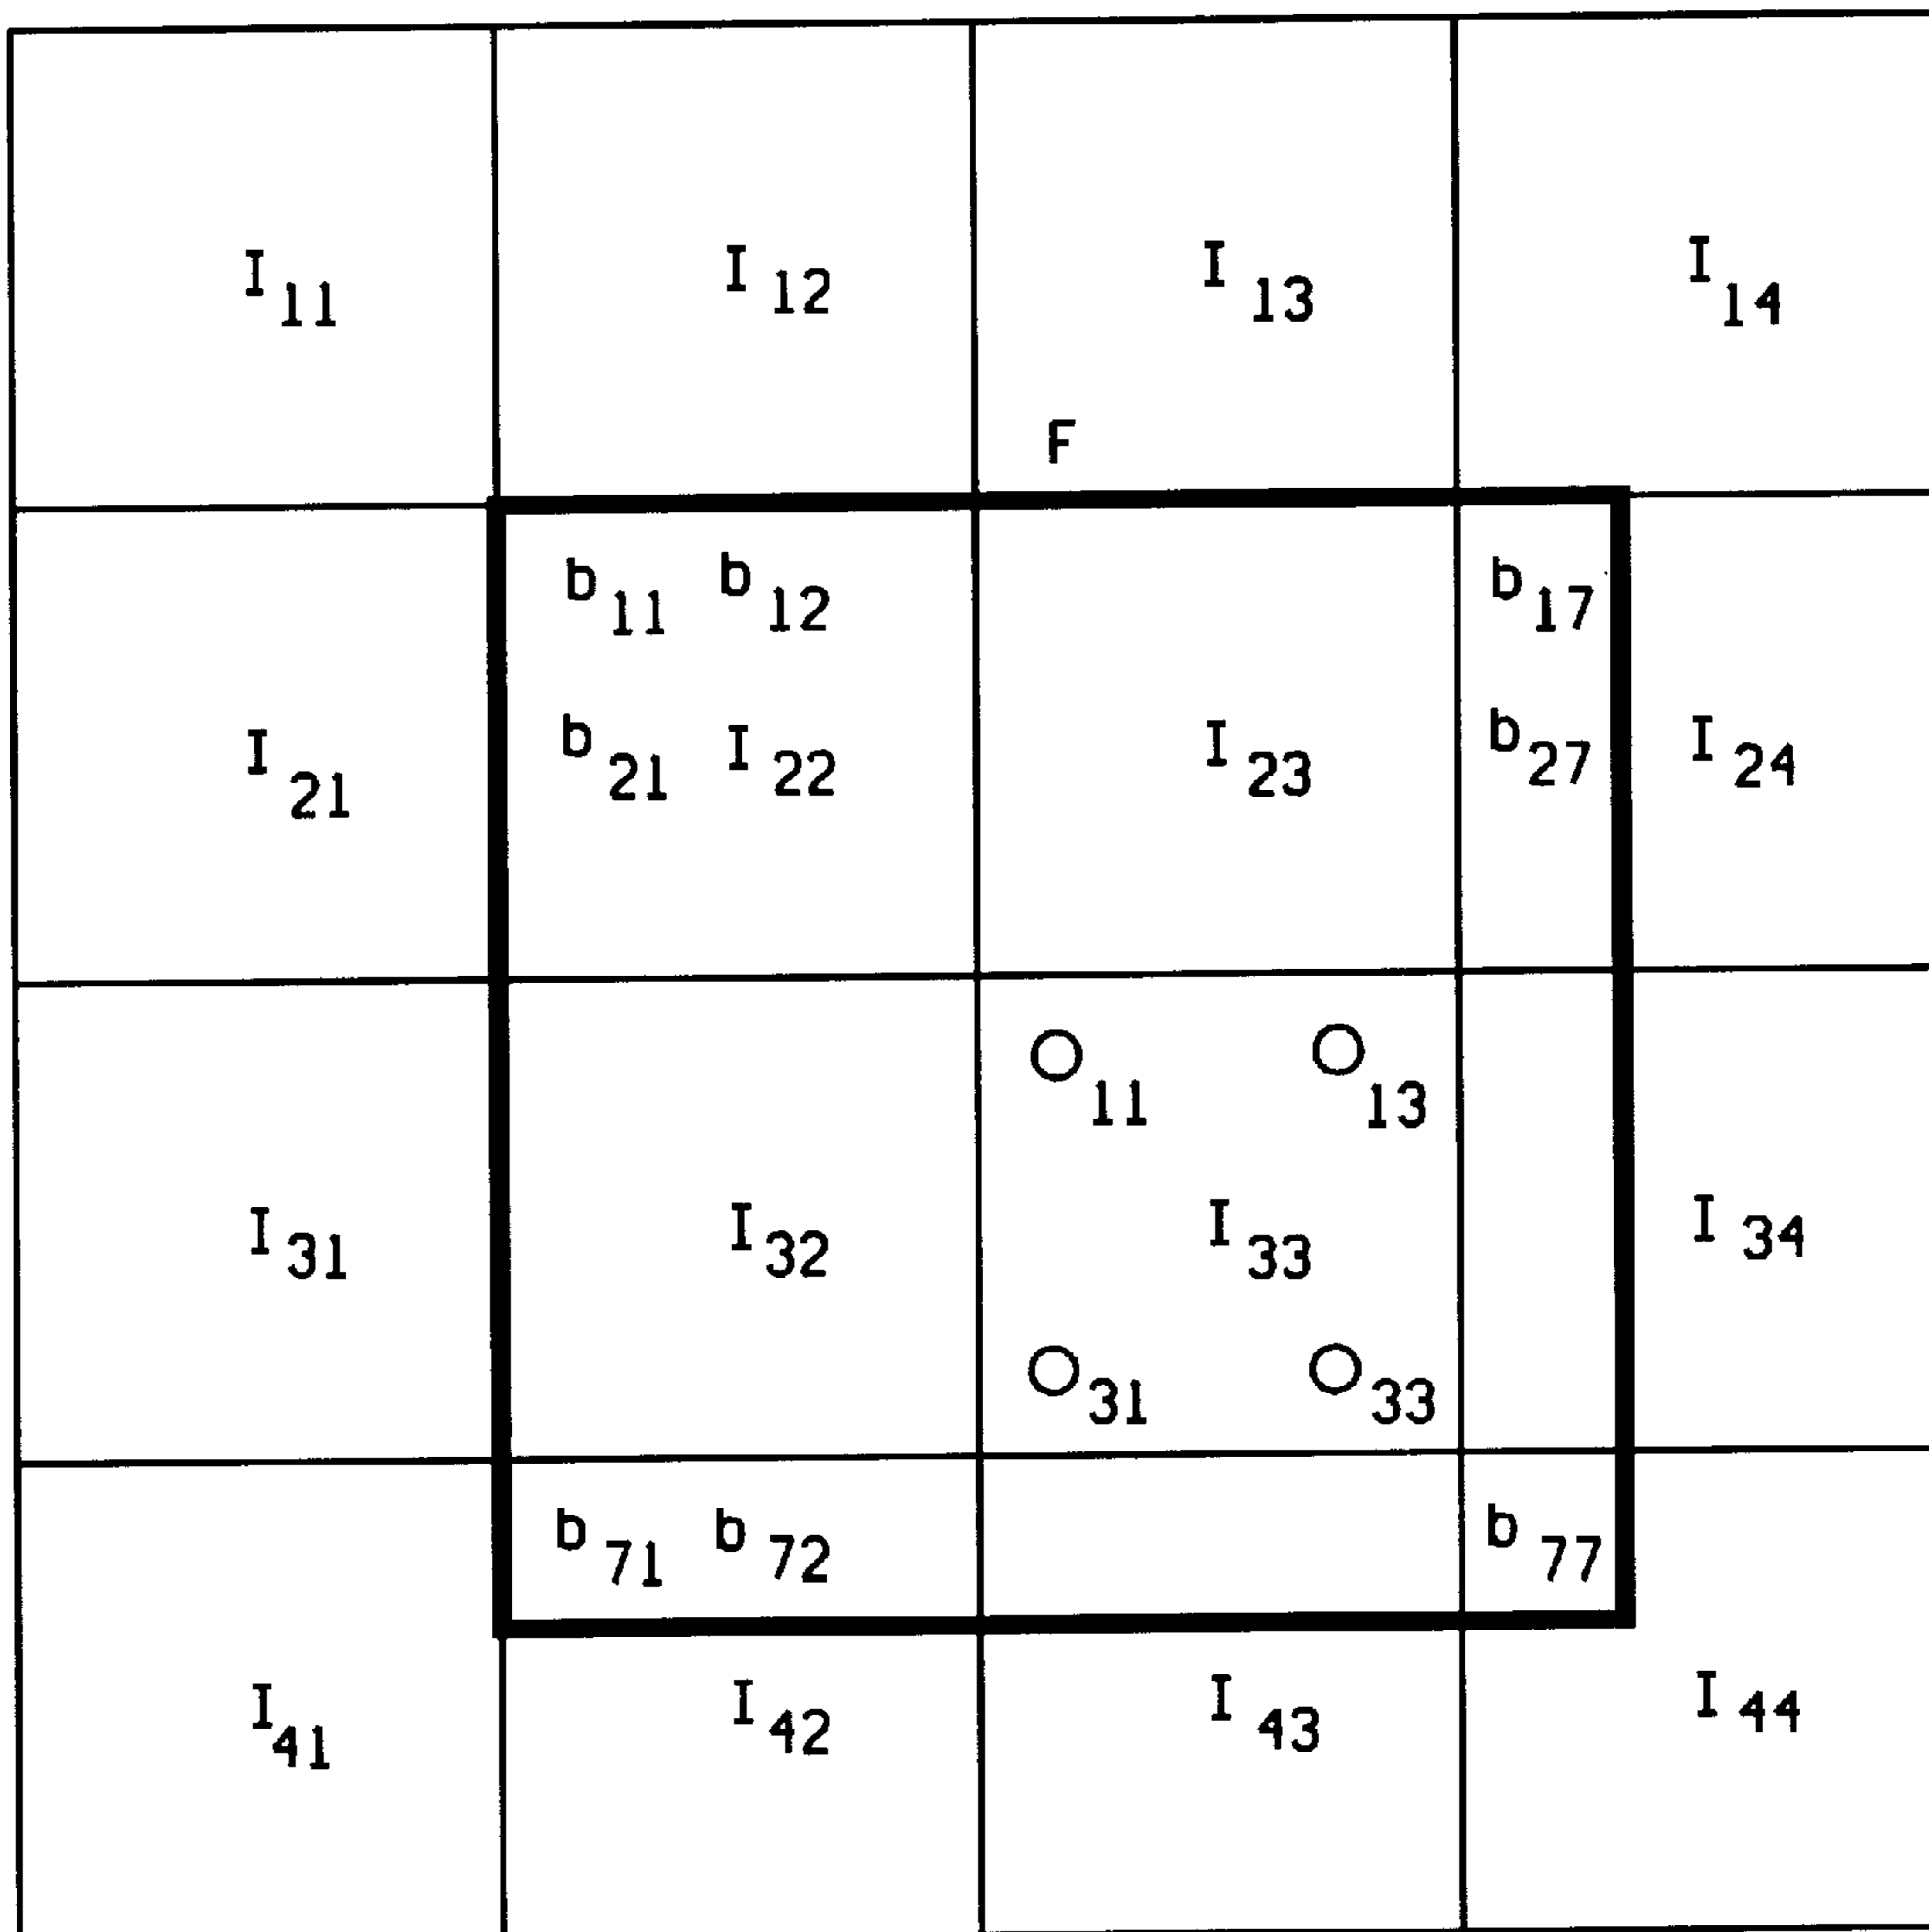 I 11 I 12 I 13 I 14
F
b 11 b 12 b 17
b 21 I 22 I 23 b 27 I 24
I 21
O 11 O 13
I 31 I 32 I 33 I 34
O 31 O 33
b 71 b 72 b 77
I 41 I 42 I 43 I 44